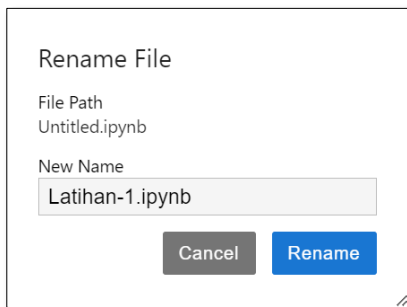 Rename File
File Path
Untitled.ipynb
New Name
Latihan-1.ipynb
Cancel Rename